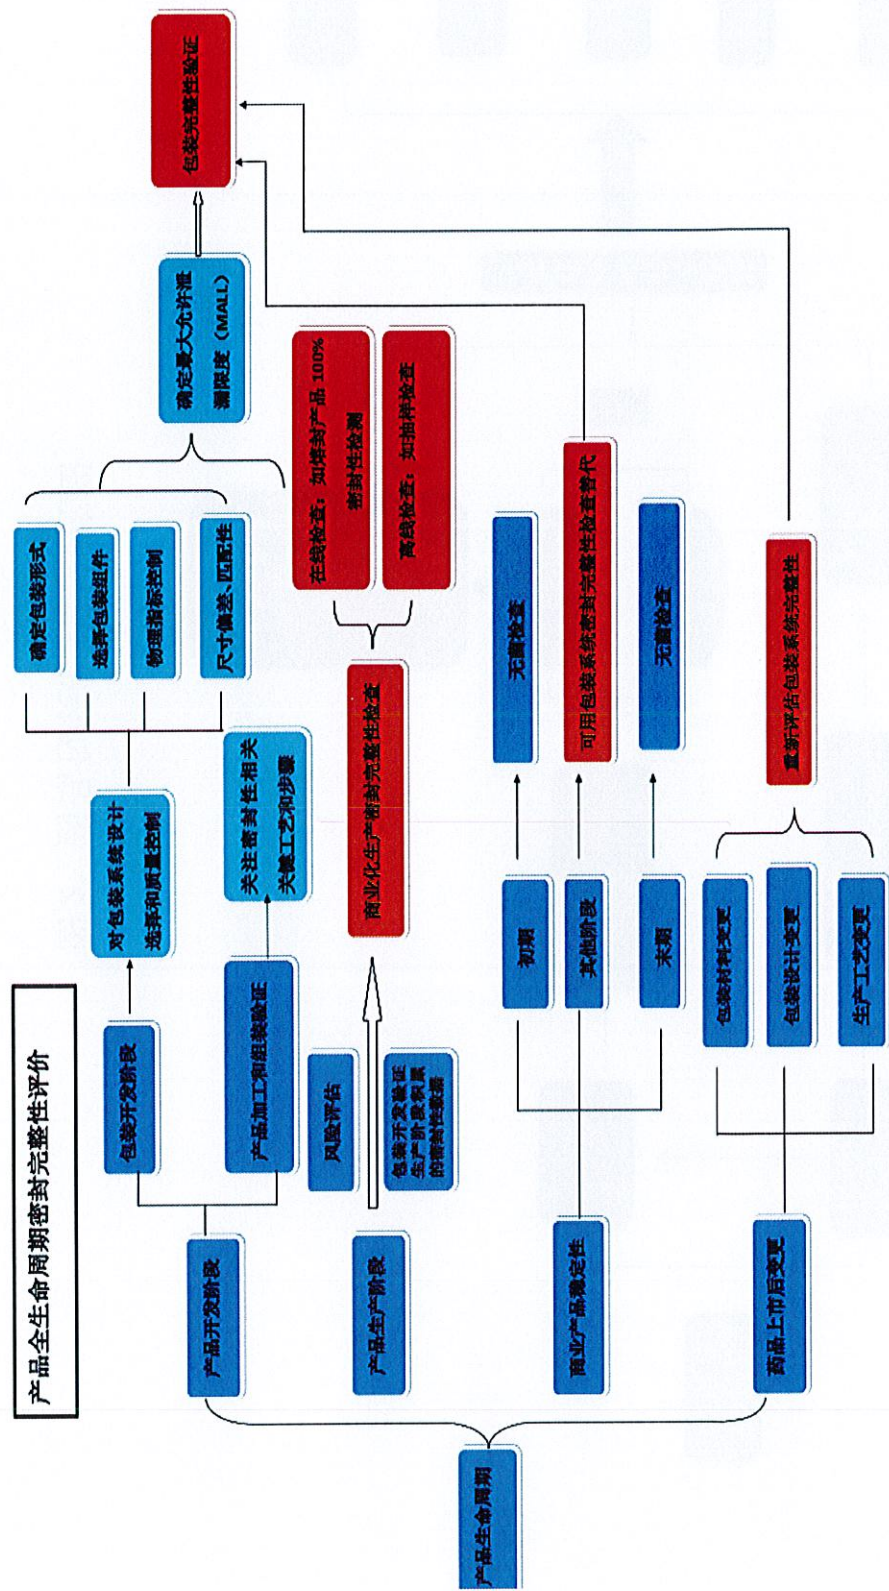 产品全生命周期密封完整性评价
产品生命周期
产品开发阶段
包装开发阶段
对包装系统设计
选择和质量控制
确定包装形式
选择包装组件
物理指标控制
尺寸偏差、匹配性
确定最大允许泄
漏限度（MALL）
包装完整性验证
产品加工和组装验证
关注密封性相关
关键工艺和步骤
产品生产阶段
风险评估
包装开发验证
生产阶段积累
的密封性数据
商业化生产密封完整性检查
在线检查：如熔封产品 100%
密封性检测
离线检查：如抽样检查
商业产品稳定性
初期
无菌检查
其他阶段
可用包装系统密封完整性检查替代
末期
无菌检查
药品上市后变更
包装材料变更
包装设计变更
生产工艺变更
重新评估包装系统完整性